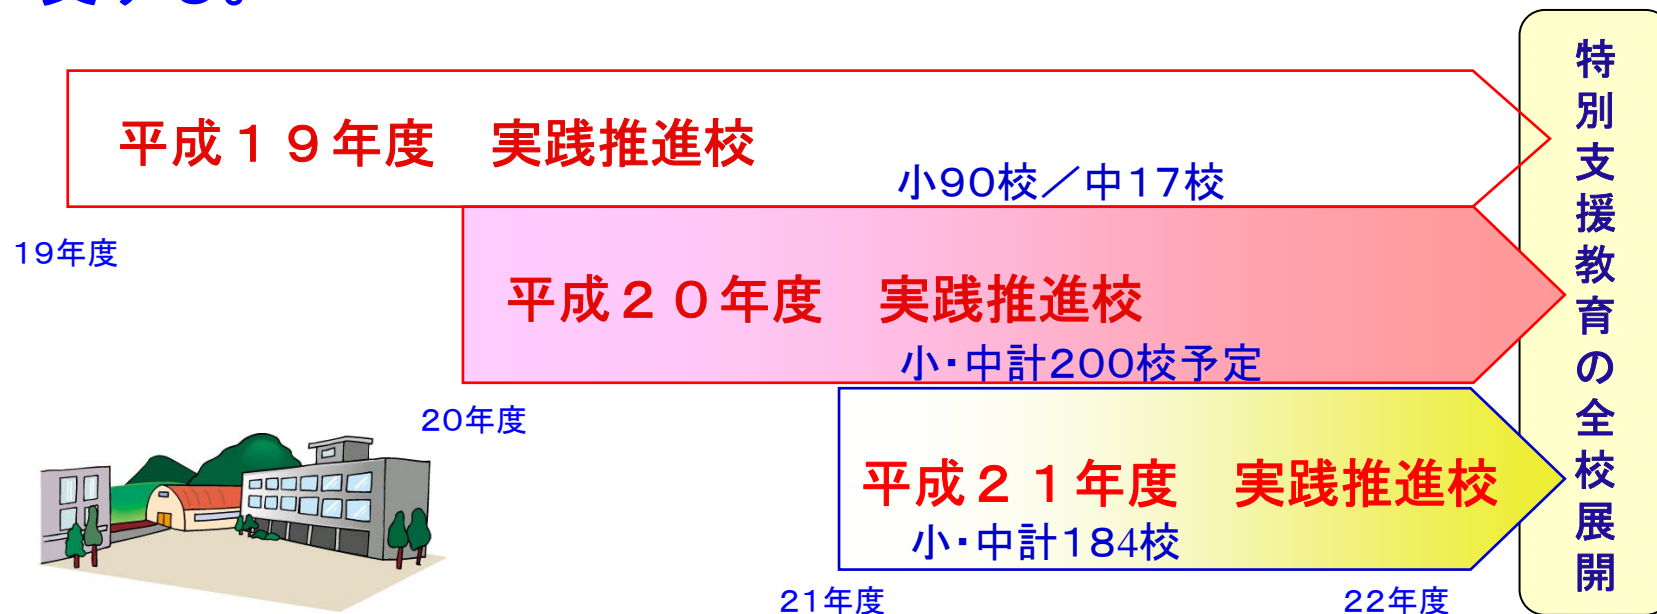 平成１９年度　実践推進校
小90校／中17校
19年度
平成２０年度　実践推進校
小・中計200校予定
20年度
平成２１年度　実践推進校
小・中計184校
21年度
22年度
特別支援教育の全校展開